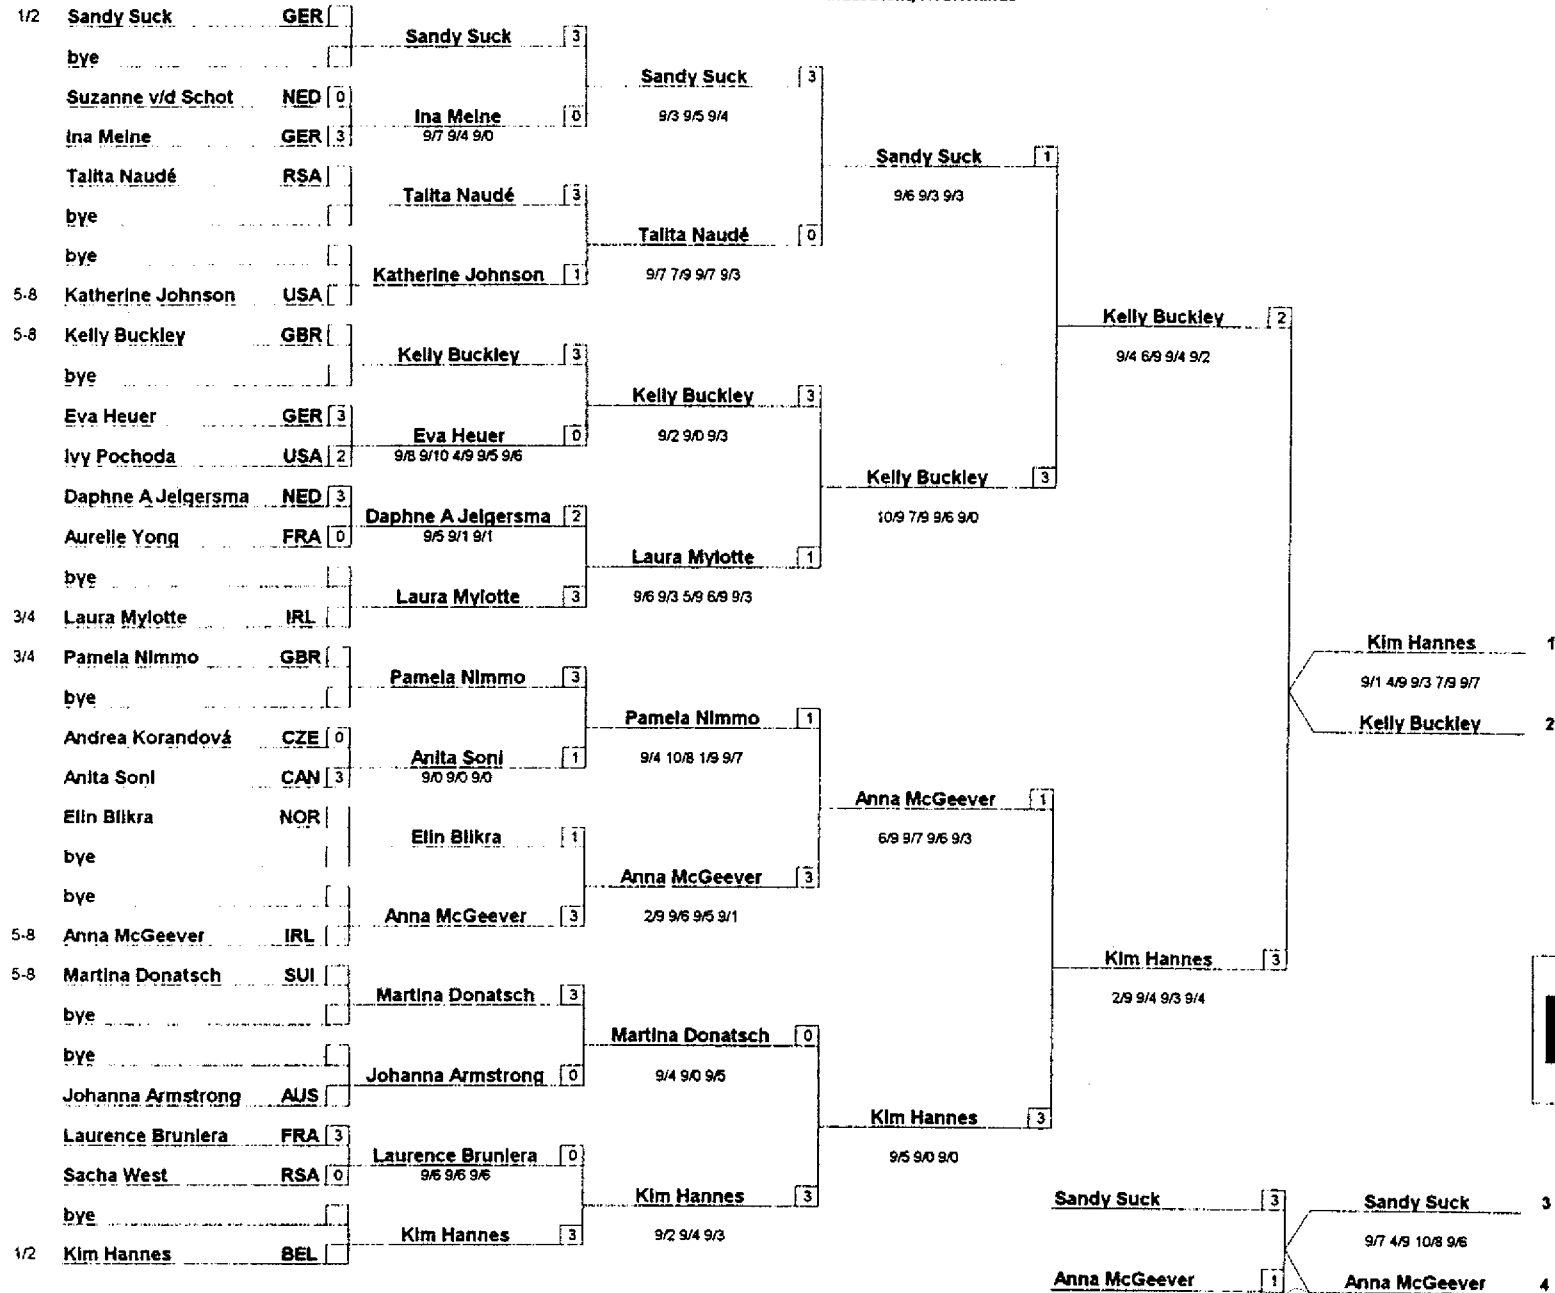 1/2 Sandy Suck GER
bye
Suzanne v/d Schot NED 0
Ina Meine GER 3
Talita Naudé RSA
bye
bye
5-8 Katherine Johnson USA
5-8 Kelly Buckley GBR
bye
Eva Heuer GER 3
Ivy Pochoda USA 2
Daphne A Jelgersma NED 3
Aurelie Yong FRA 0
bye
3/4 Laura Mylotte IRL
3/4 Pamela Nimmo GBR
bye
Andrea Korandová CZE 0
Anita Soni CAN 3
Elin Blikra NOR
bye
bye
5-8 Anna McGeever IRL
5-8 Martina Donatsch SUI
bye
bye
Johanna Armstrong AUS
Laurence Bruniera FRA 3
Sacha West RSA 0
bye
1/2 Kim Hannes BEL
Sandy Suck 3
Ina Meine 0
9/7 9/4 9/0
Talita Naudé 3
Katherine Johnson 1
Kelly Buckley 3
Eva Heuer 0
9/8 9/10 4/9 9/5 9/6
Daphne A Jelgersma 2
9/5 9/1 9/1
Laura Mylotte 3
Pamela Nimmo 3
Anita Soni 1
9/0 9/0 9/0
Elin Blikra 1
Anna McGeever 3
Martina Donatsch 3
Johanna Armstrong 0
Laurence Bruniera 0
9/6 9/6 9/6
Kim Hannes 3
Sandy Suck 3
9/3 9/5 9/4
Talita Naudé 0
9/7 7/9 9/7 9/3
Kelly Buckley 3
9/2 9/0 9/3
Laura Mylotte 1
9/6 9/3 5/9 6/9 9/3
Pamela Nimmo 1
9/4 10/8 1/9 9/7
Anna McGeever 3
2/9 9/6 9/5 9/1
Martina Donatsch 0
9/4 9/0 9/5
Kim Hannes 3
9/2 9/4 9/3
Sandy Suck 1
9/6 9/3 9/3
Kelly Buckley 3
10/9 7/9 9/6 9/0
Anna McGeever 1
6/9 9/7 9/6 9/3
Kim Hannes 3
9/5 9/0 9/0
Kelly Buckley 2
9/4 6/9 9/4 9/2
Kim Hannes 3
2/9 9/4 9/3 9/4
Kim Hannes 1
9/1 4/9 9/3 7/9 9/7
Kelly Buckley 2
Sandy Suck 3
Anna McGeever 1
Sandy Suck 3
9/7 4/9 10/8 9/6
Anna McGeever 4